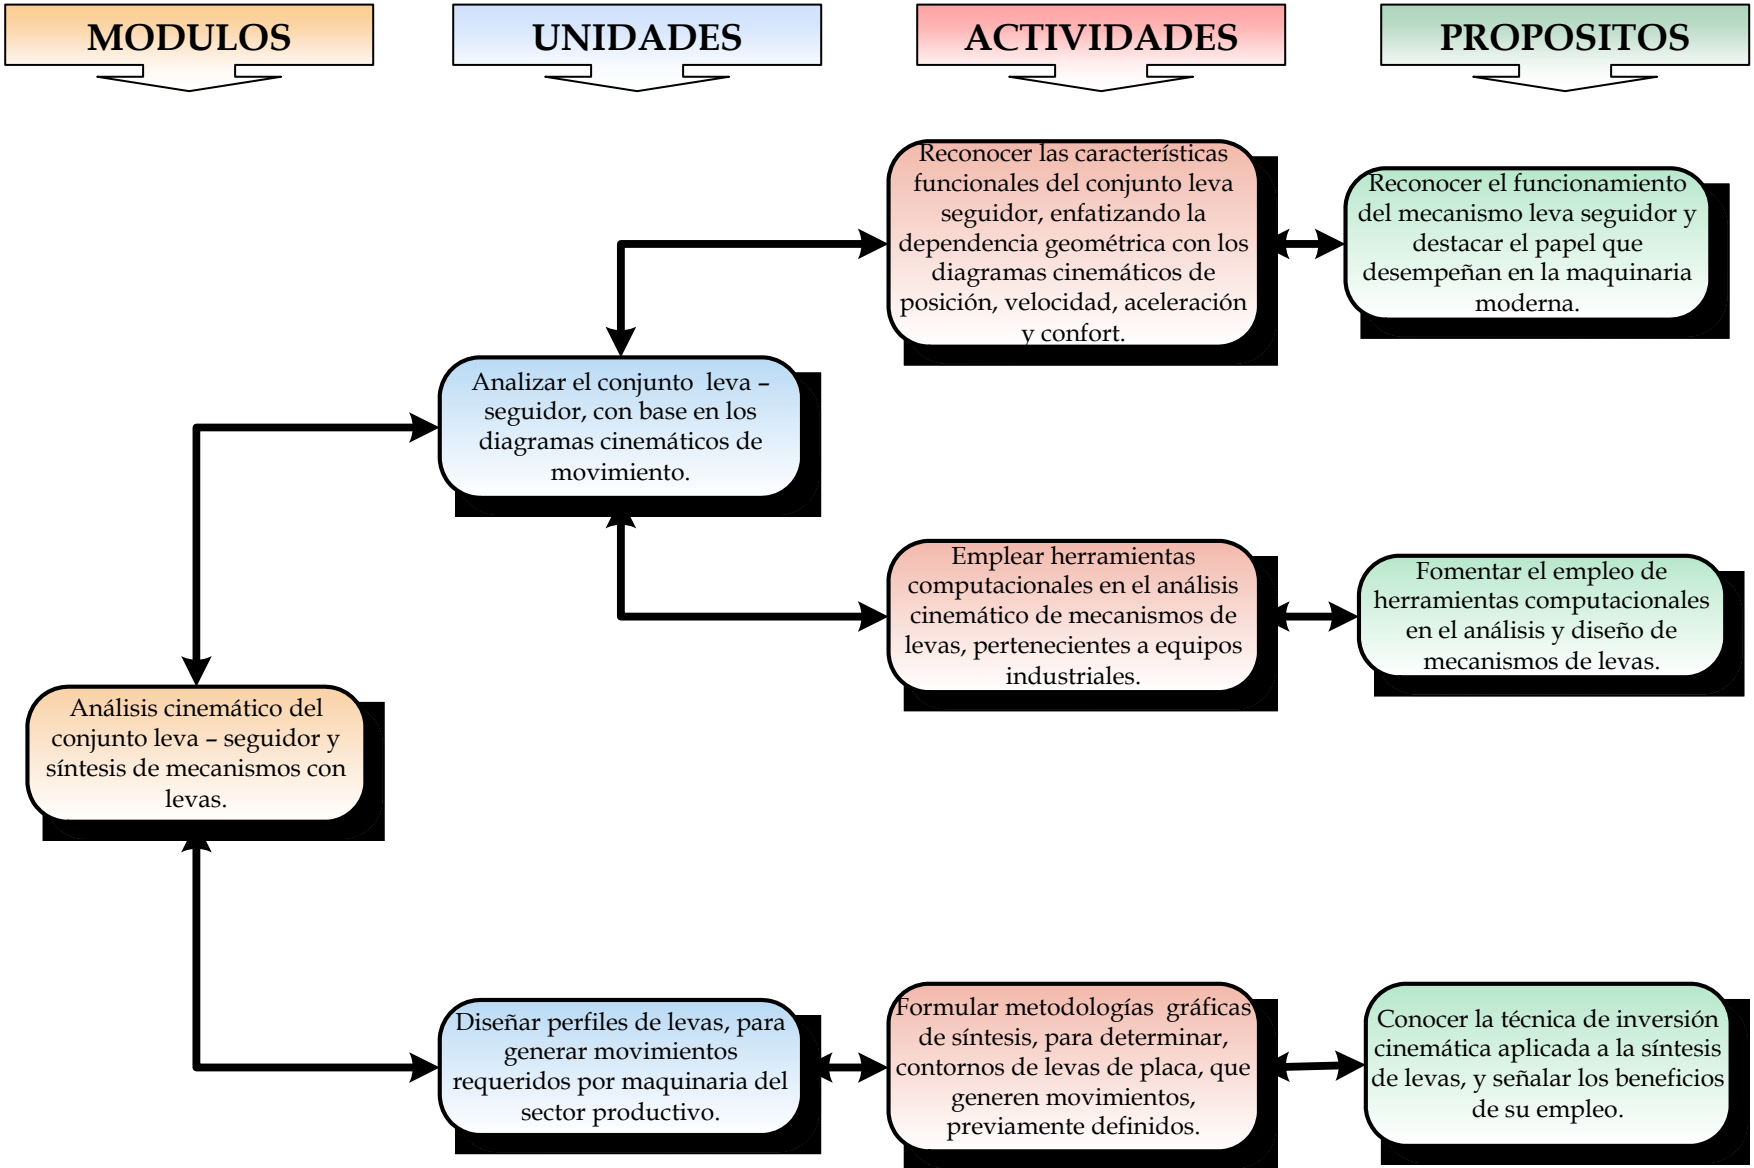 MODULOS
UNIDADES
ACTIVIDADES
PROPOSITOS
Reconocer las características
funcionales del conjunto leva
seguidor, enfatizando la
dependencia geométrica con los
diagramas cinemáticos de
posición, velocidad, aceleración
y confort.
Reconocer el funcionamiento
del mecanismo leva seguidor y
destacar el papel que
desempeñan en la maquinaria
moderna.
Analizar el conjunto  leva –
seguidor, con base en los
diagramas cinemáticos de
movimiento.
Emplear herramientas
computacionales en el análisis
cinemático de mecanismos de
levas, pertenecientes a equipos
industriales.
Fomentar el empleo de
herramientas computacionales
en el análisis y diseño de
mecanismos de levas.
Análisis cinemático del
conjunto leva – seguidor y
síntesis de mecanismos con
levas.
Diseñar perfiles de levas, para
generar movimientos
requeridos por maquinaria del
sector productivo.
Formular metodologías  gráficas
de síntesis, para determinar,
contornos de levas de placa, que
generen movimientos,
previamente definidos.
Conocer la técnica de inversión
cinemática aplicada a la síntesis
de levas, y señalar los beneficios
de su empleo.